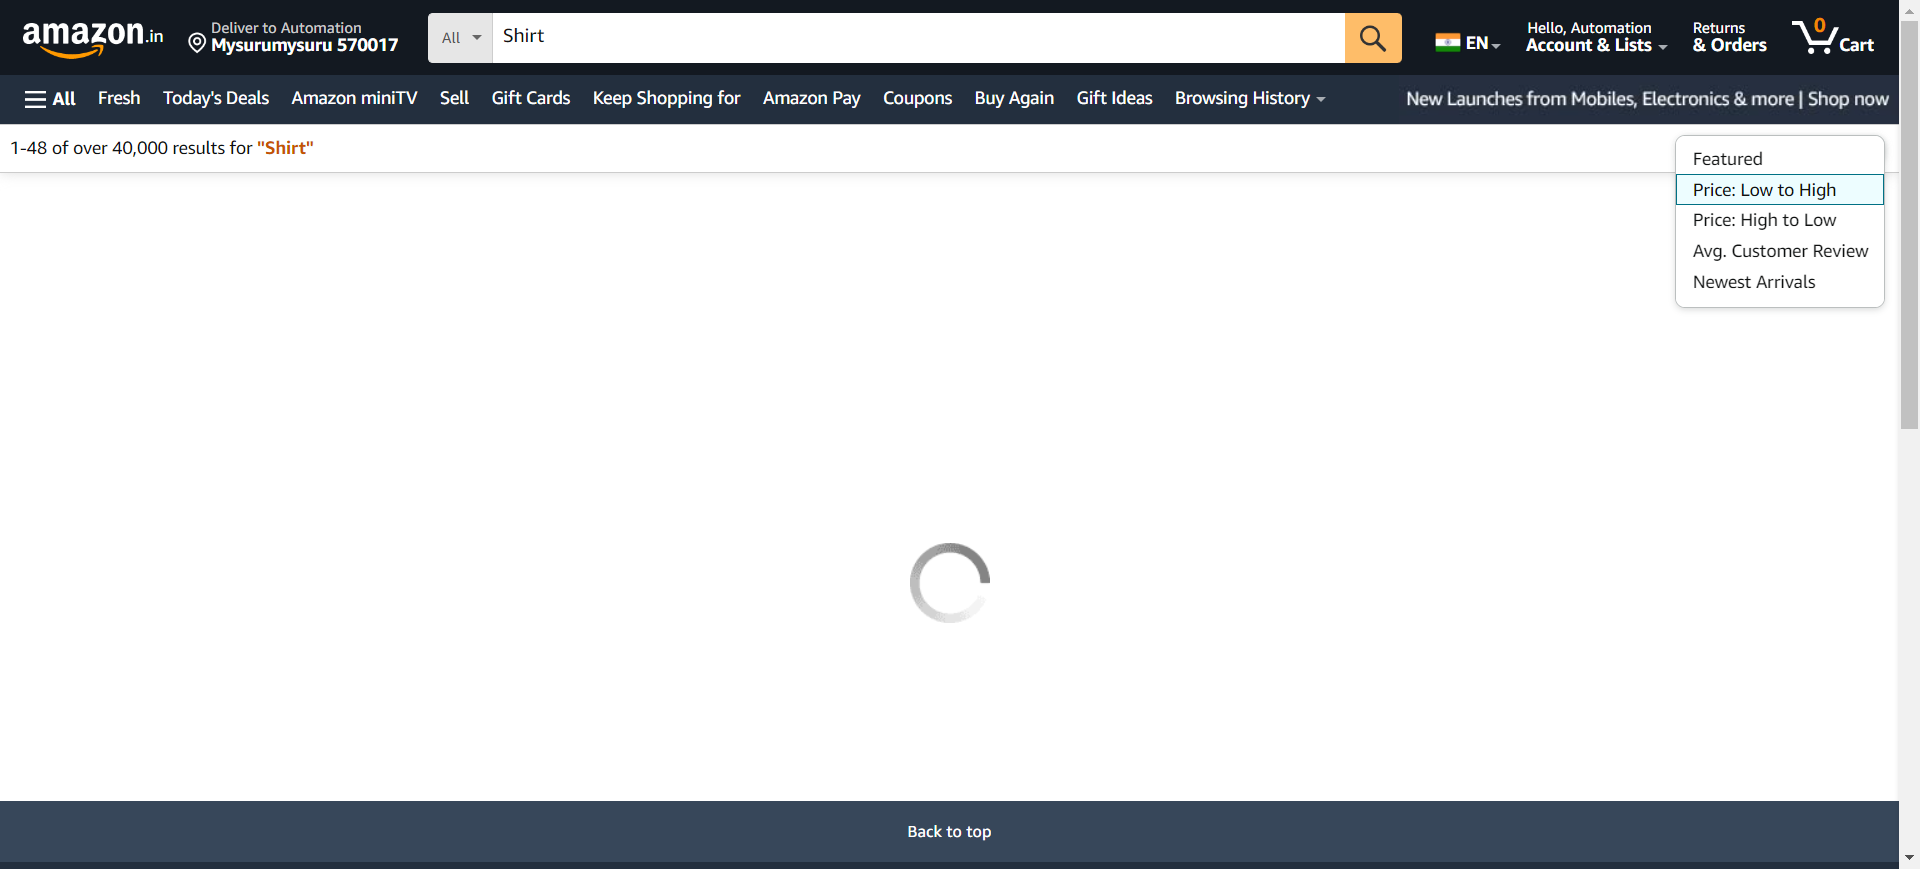 amazon.in
Deliver to Automation
Mysurumysuru 570017
All
Shirt
EN
Hello, Automation
Account & Lists
Returns
& Orders
0
Cart
All
Fresh
Today's Deals
Amazon miniTV
Sell
Gift Cards
Keep Shopping for
Amazon Pay
Coupons
Buy Again
Gift Ideas
Browsing History
New Launches from Mobiles, Electronics & more | Shop now
1-48 of over 40,000 results for "Shirt"
Featured
Price: Low to High
Price: High to Low
Avg. Customer Review
Newest Arrivals
Back to top